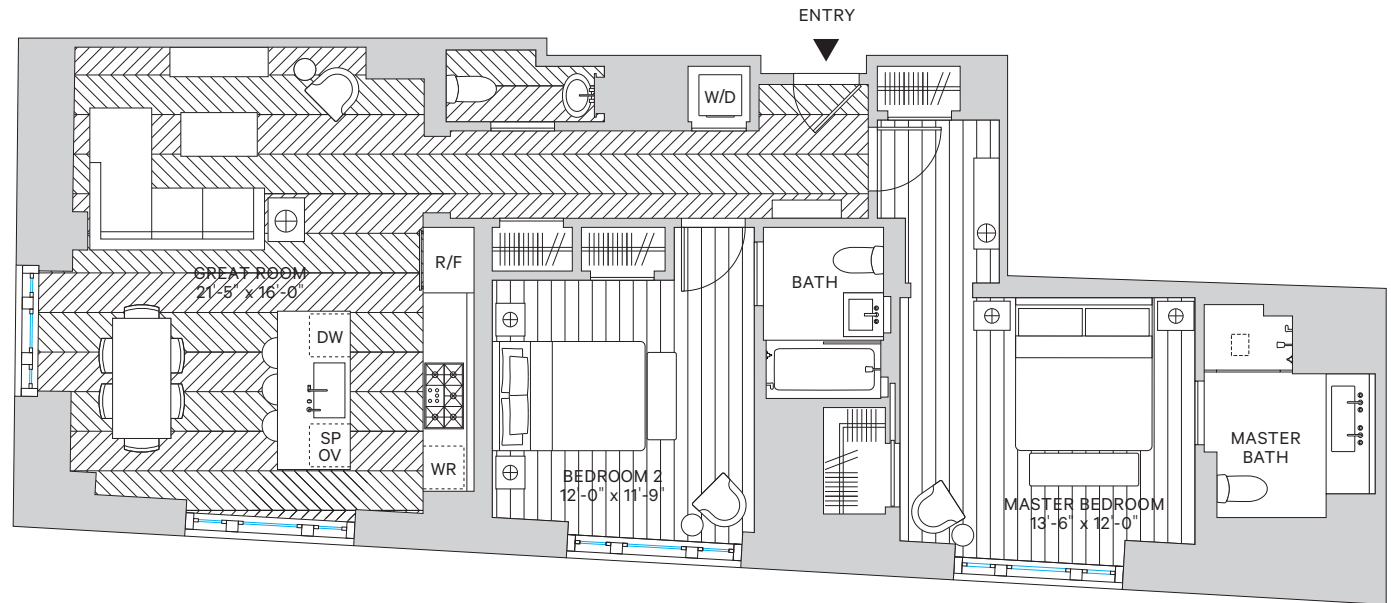 ENTRY
W/D
GREAT ROOM
21'-5" x 16'-0"
R/F
DW
SP
OV
WR
BEDROOM 2
12'-0" x 11'-9"
BATH
MASTER BEDROOM
13'-6" x 12'-0"
MASTER
BATH